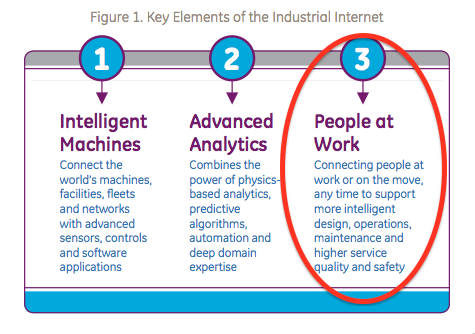 Figure 1. Key Elements of the Industrial Internet
1
2
3
Intelligent
Machines
Connect the
world's machines,
facilities, fleets
and networks
with advanced
sensors, controls
and software
applications
Advanced
Analytics
Combines the
power of physics-
based analytics,
predictive
algorithms,
automation and
deep domain
expertise
People at
Work
Connecting people at
work or on the move,
any time to support
more intelligent
design, operations,
maintenance and
higher service
quality and safety